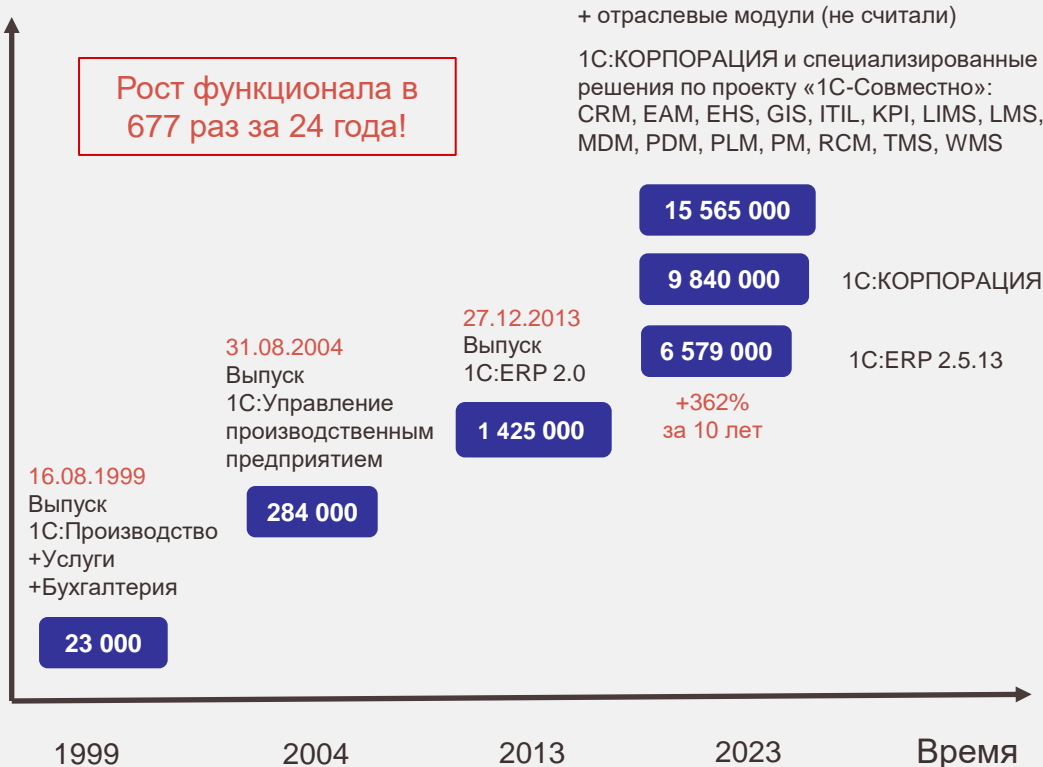 + отраслевые модули (не считали)
1С:КОРПОРАЦИЯ и специализированные
решения по проекту «1С-Совместно»:
CRM, EAM, EHS, GIS, ITIL, KPI, LIMS, LMS,
MDM, PDM, PLM, PM, RCM, TMS, WMS
Рост функционала в
677 раз за 24 года!
15 565 000
9 840 000
1С:КОРПОРАЦИЯ
6 579 000
1С:ERP 2.5.13
+362%
за 10 лет
27.12.2013
Выпуск
1С:ERP 2.0
1 425 000
31.08.2004
Выпуск
1С:Управление
производственным
предприятием
284 000
16.08.1999
Выпуск
1С:Производство
+Услуги
+Бухгалтерия
23 000
1999
2004
2013
2023
Время